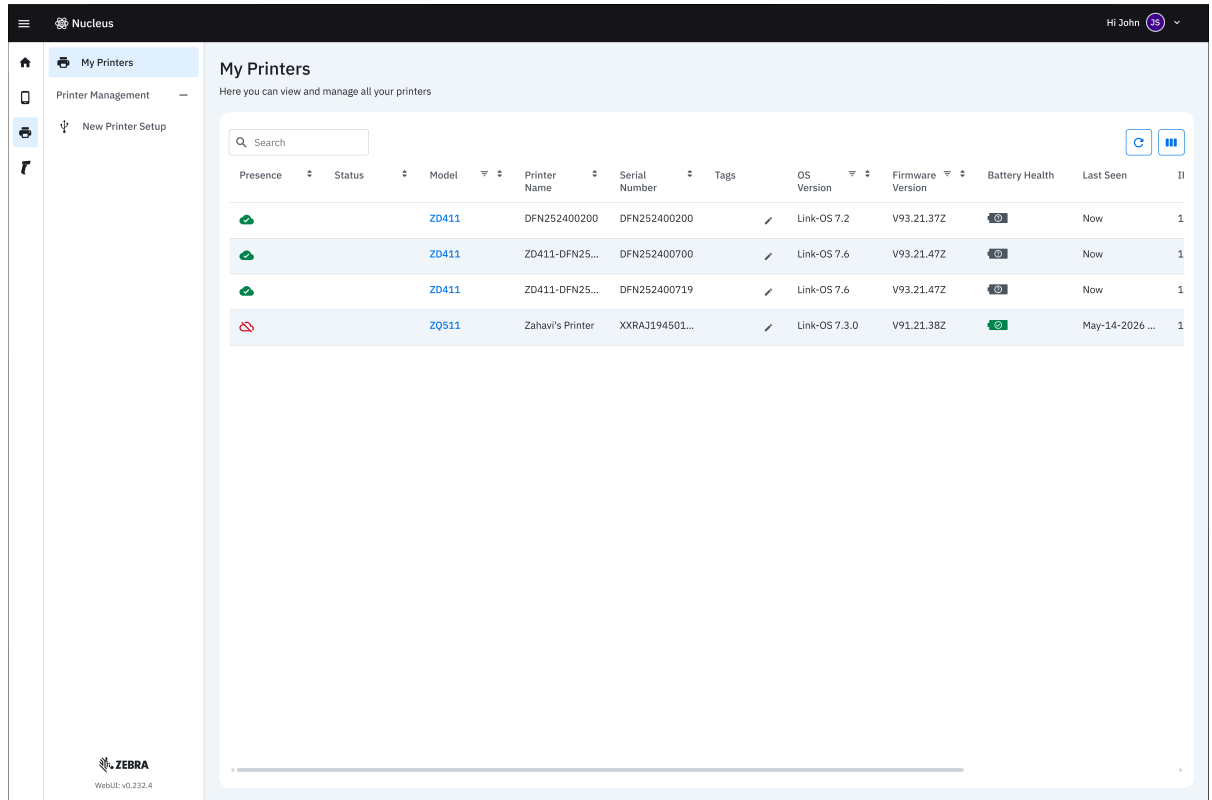 Nucleus
Hi John JS
My Printers
Printer Management
New Printer Setup
My Printers
Here you can view and manage all your printers
Search
Presence Status Model Printer Name Serial Number Tags OS Version Firmware Version Battery Health Last Seen
ZD411 DFN252400200 DFN252400200 Link-OS 7.2 V93.21.37Z Now 1
ZD411 ZD411-DFN25... DFN252400700 Link-OS 7.6 V93.21.47Z Now 1
ZD411 ZD411-DFN25... DFN252400719 Link-OS 7.6 V93.21.47Z Now 1
ZQ511 Zahavi's Printer XXRAJ194501... Link-OS 7.3.0 V91.21.38Z May-14-2026 ... 1
ZEBRA
WebUI: v0.232.4